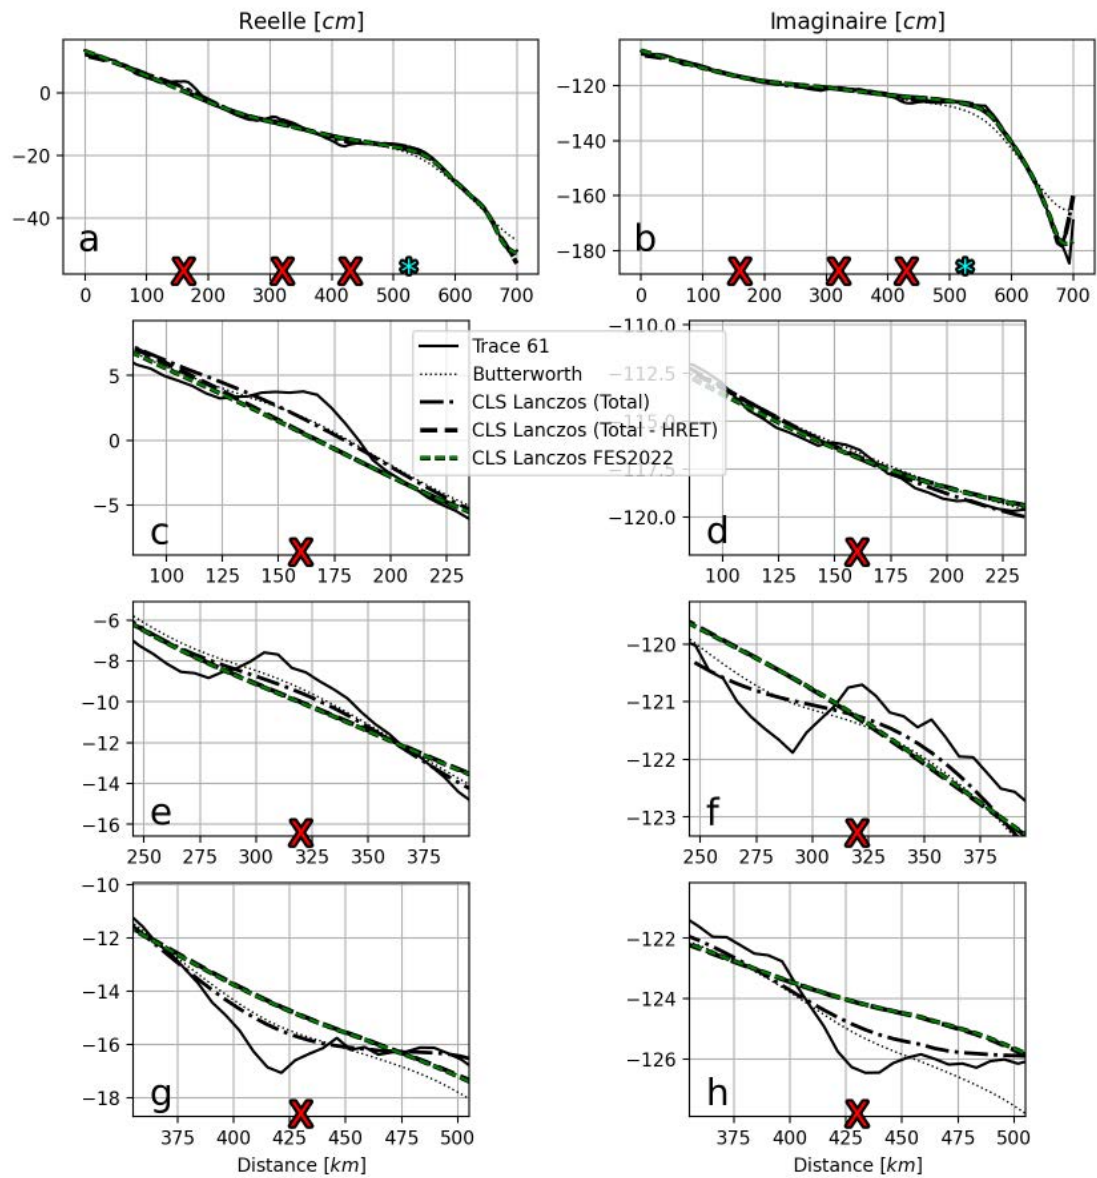 Reelle [cm]
Imaginaire [cm]
0
−20
−40
a
0 100 200 300 400 500 600 700
−120
−140
−160
−180
b
0 100 200 300 400 500 600 700
5
0
−5
c
100 125 150 175 200 225
Trace 61
Butterworth
CLS Lanczos (Total)
CLS Lanczos (Total - HRET)
CLS Lanczos FES2022
−110.0
−112.5
−115.0
−117.5
−120.0
d
100 125 150 175 200 225
−6
−8
−10
−12
−14
−16
e
250 275 300 325 350 375
−120
−121
−122
−123
f
250 275 300 325 350 375
−10
−12
−14
−16
−18
g
375 400 425 450 475 500
Distance [km]
−122
−124
−126
h
375 400 425 450 475 500
Distance [km]